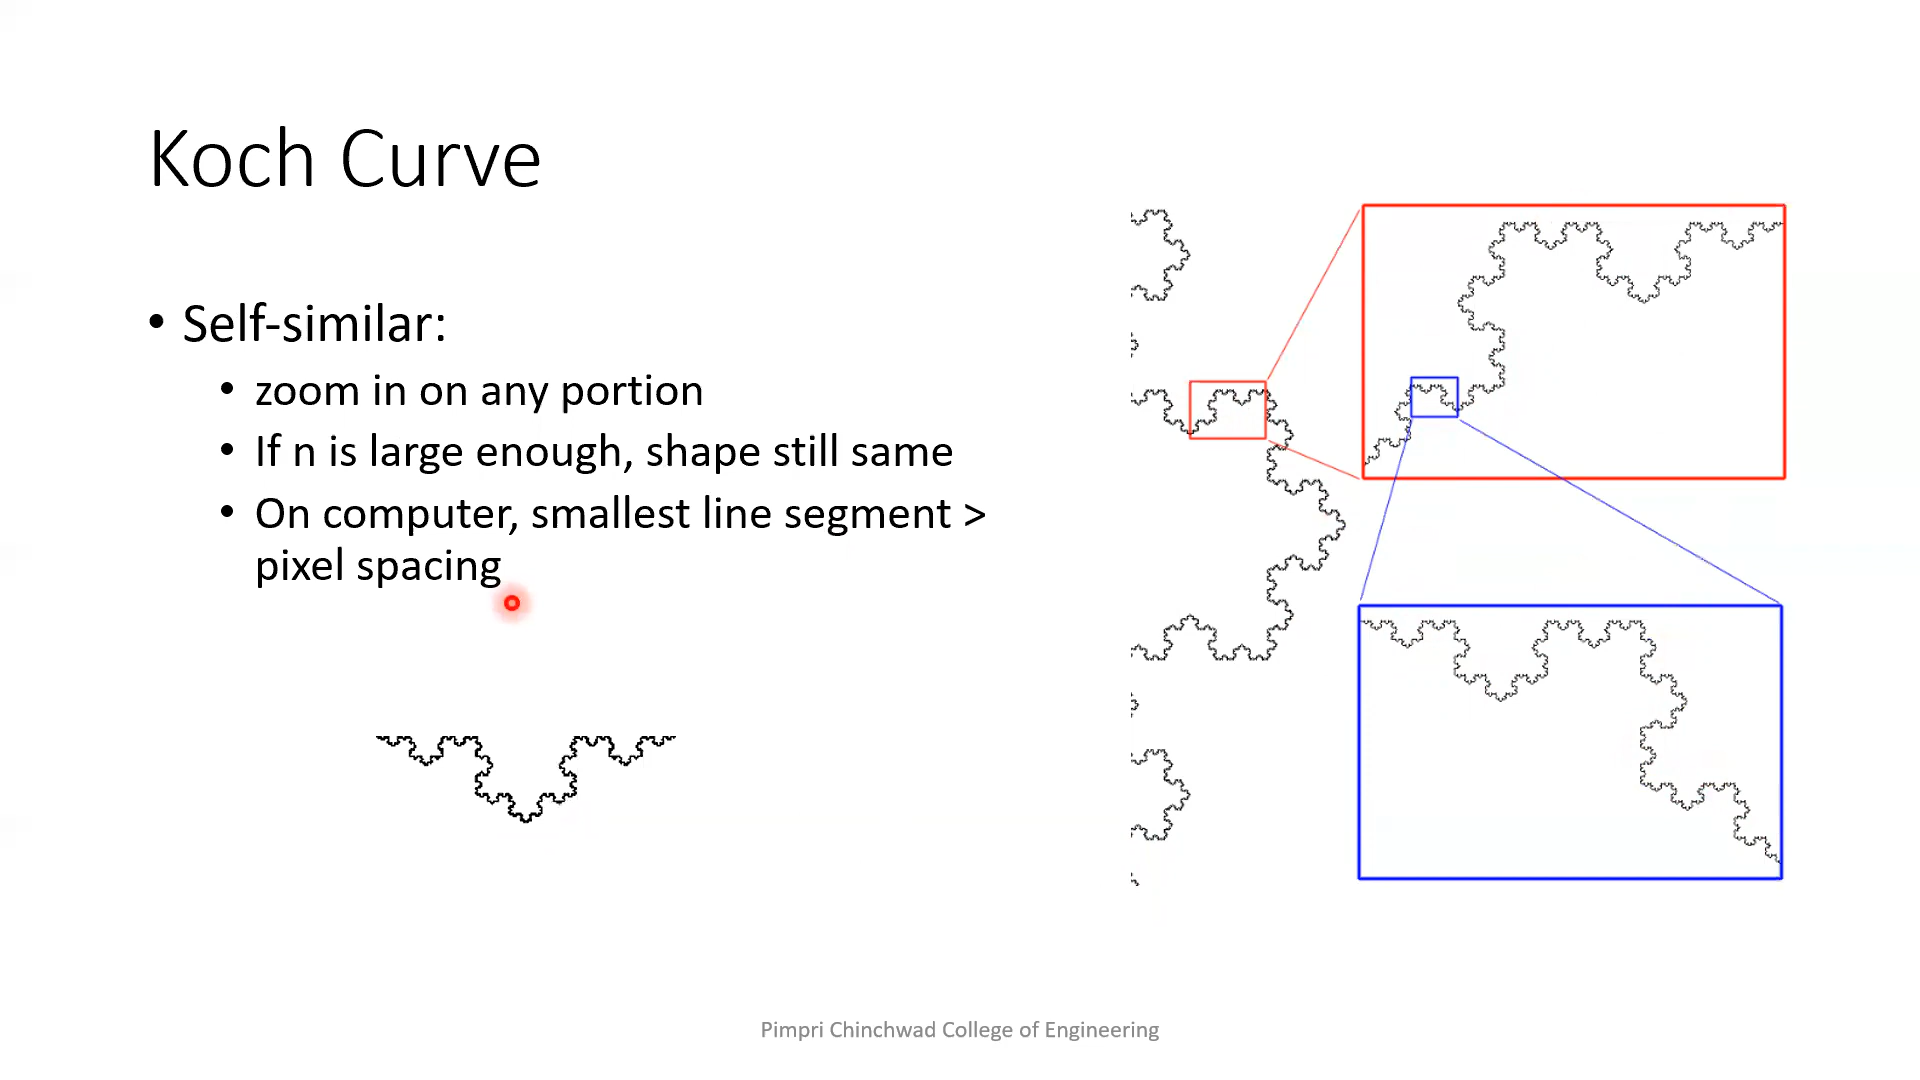 Koch Curve
• Self-similar:
• zoom in on any portion
• If n is large enough, shape still same
• On computer, smallest line segment >
pixel spacing
Pimpri Chinchwad College of Engineering